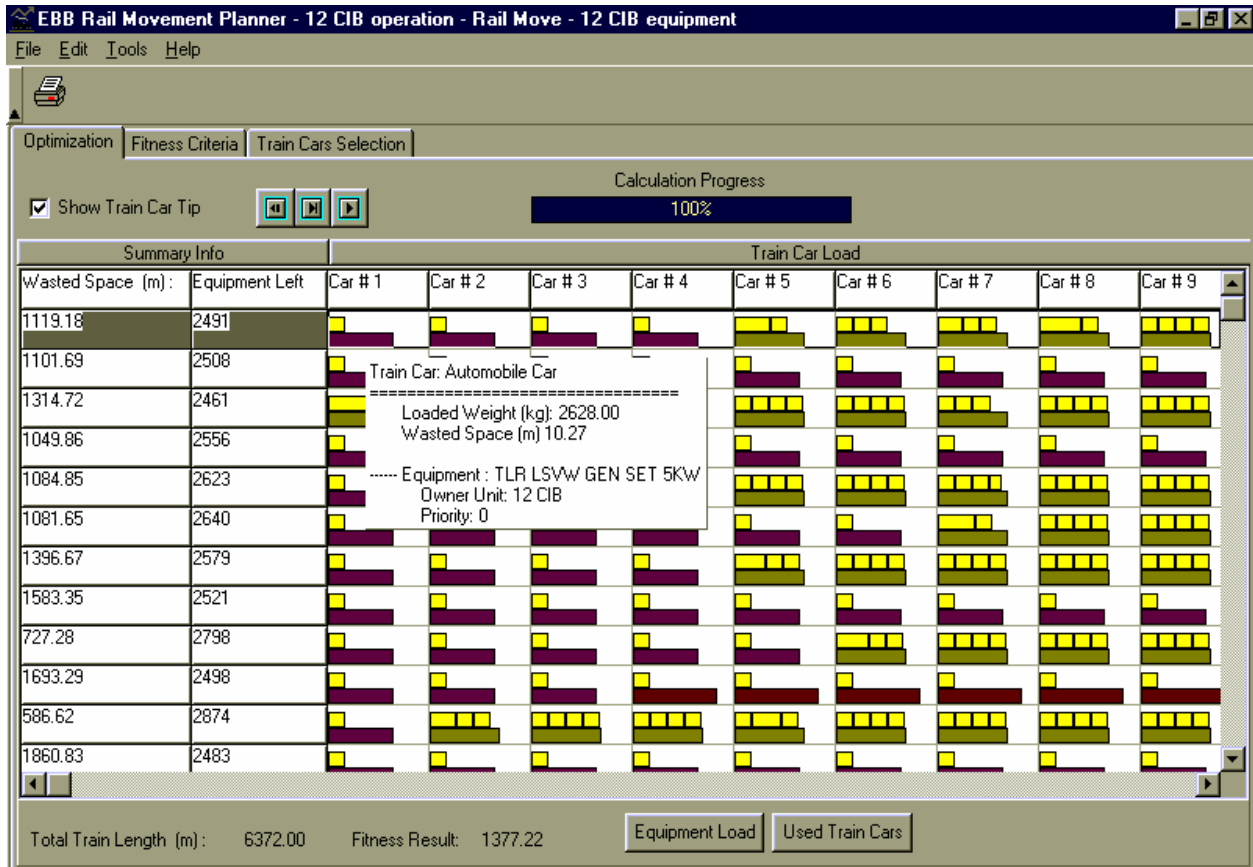 EBB Rail Movement Planner - 12 CIB operation - Rail Move - 12 CIB equipment
File Edit Tools Help
Optimization Fitness Criteria Train Cars Selection
Calculation Progress
Show Train Car Tip 100%
Summary Info Train Car Load
Wasted Space (m) : Equipment Left Car # 1 Car # 2 Car # 3 Car # 4 Car # 5 Car # 6 Car # 7 Car # 8 Car # 9
1119.18 2491
1101.69 2508
Train Car: Automobile Car
==================================
1314.72 2461
Loaded Weight (kg): 2628.00
Wasted Space (m) 10.27
1049.86 2556
1084.85 2623
----- Equipment : TLR LSVW GEN SET 5KW
Owner Unit: 12 CIB
Priority: 0
1081.65 2640
1396.67 2579
1583.35 2521
727.28 2798
1693.29 2498
586.62 2874
1860.83 2483
Total Train Length (m) : 6372.00 Fitness Result: 1377.22 Equipment Load Used Train Cars